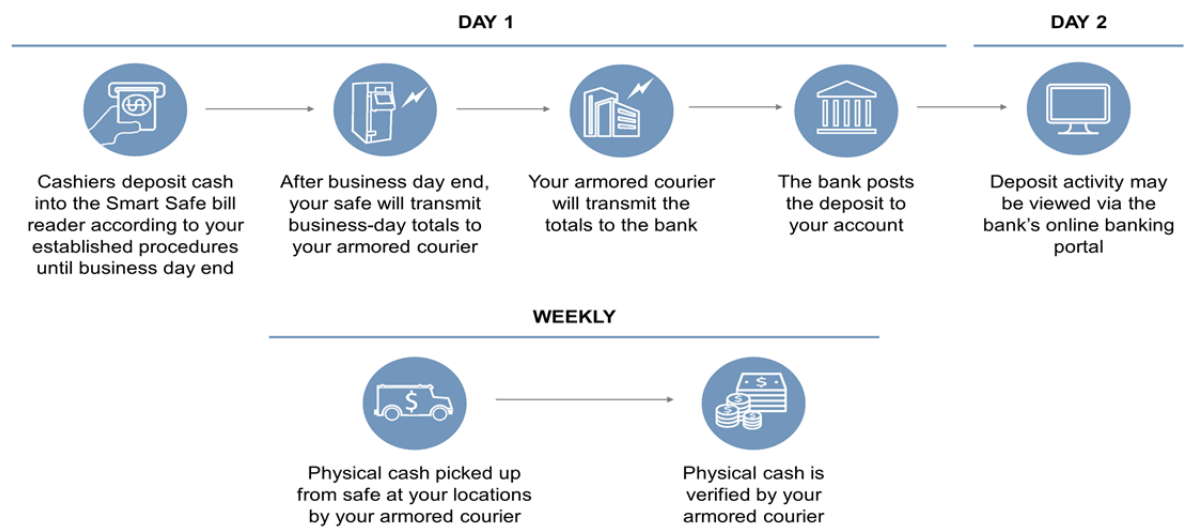 DAY 1
DAY 2
Cashiers deposit cash
into the Smart Safe bill
reader according to your
established procedures
until business day end
After business day end,
your safe will transmit
business-day totals to
your armored courier
Your armored courier
will transmit the
totals to the bank
The bank posts
the deposit to
your account
Deposit activity may
be viewed via the
bank's online banking
portal
WEEKLY
$
Physical cash picked up
from safe at your locations
by your armored courier
$
$
$
$
Physical cash is
verified by your
armored courier